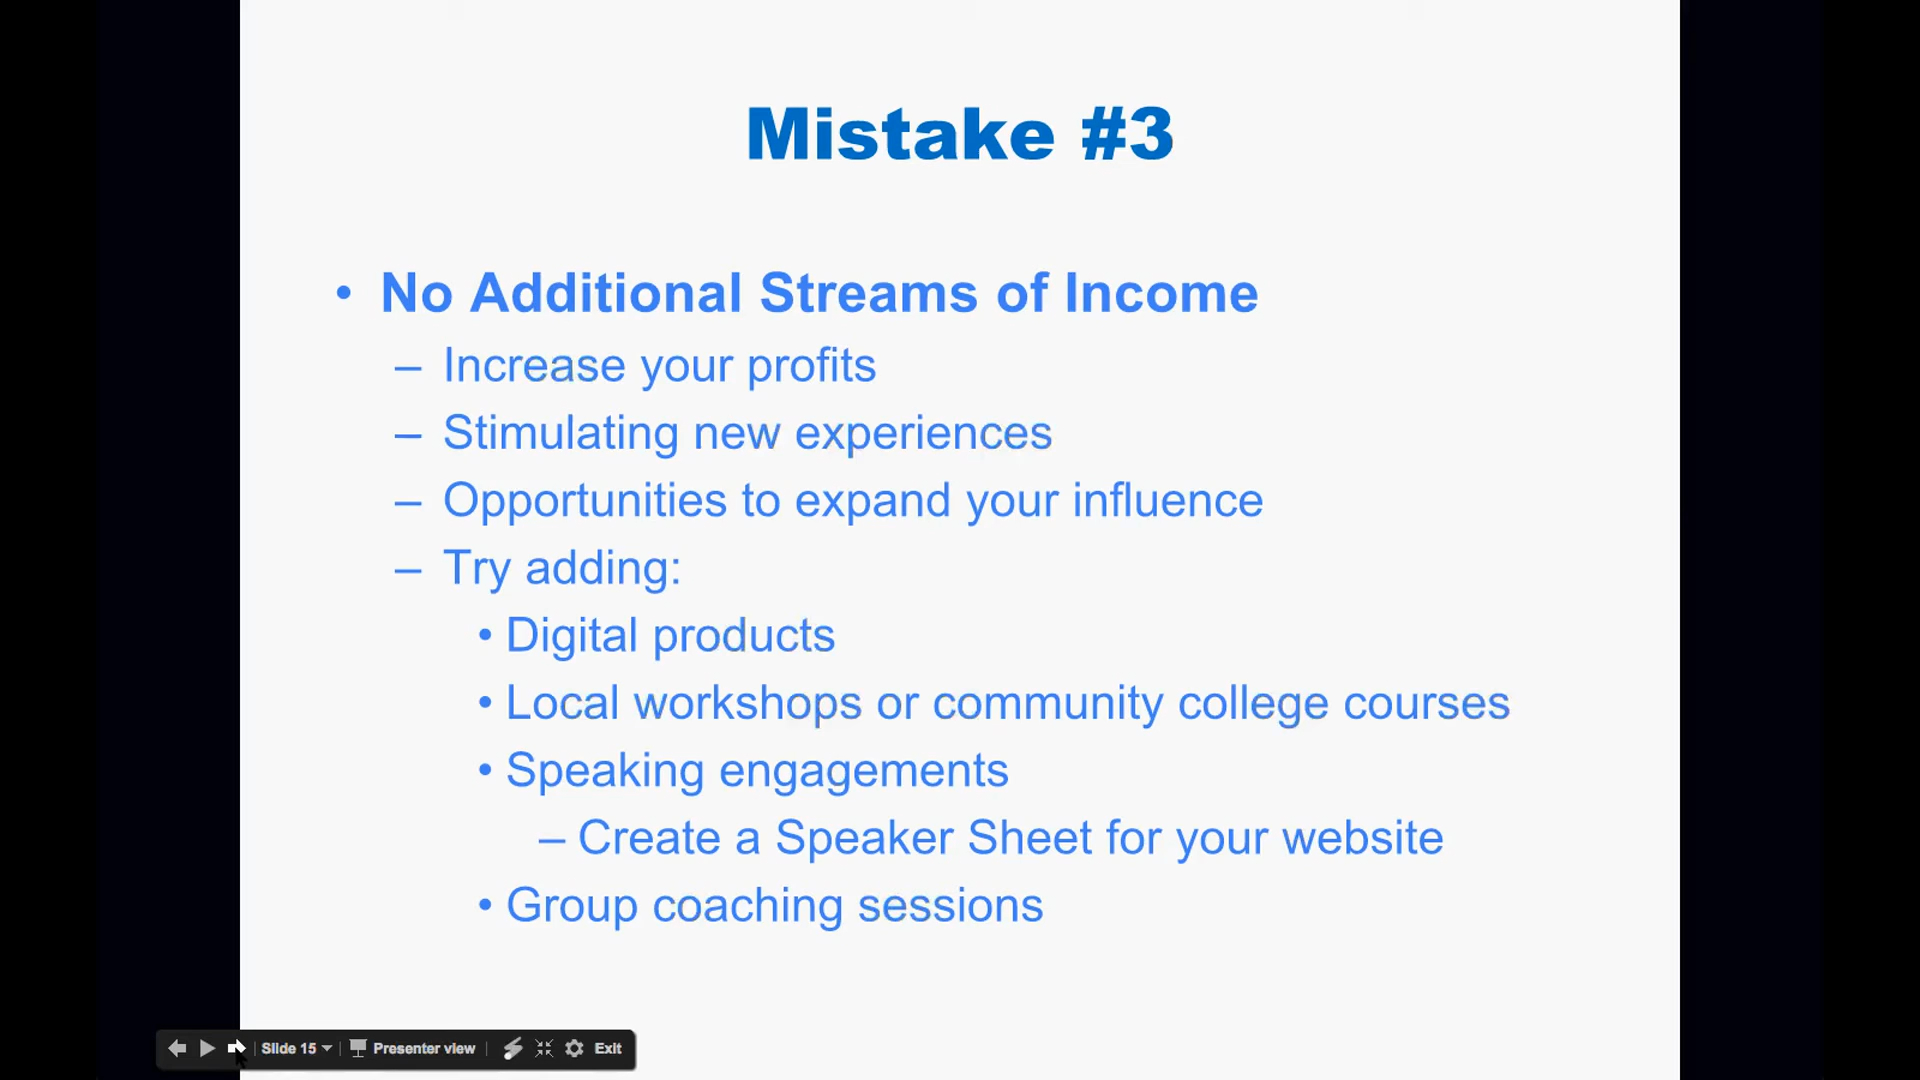 Mistake #3
• No Additional Streams of Income
– Increase your profits
– Stimulating new experiences
– Opportunities to expand your influence
– Try adding:
• Digital products
• Local workshops or community college courses
• Speaking engagements
– Create a Speaker Sheet for your website
• Group coaching sessions
Slide 15 Presenter view Exit